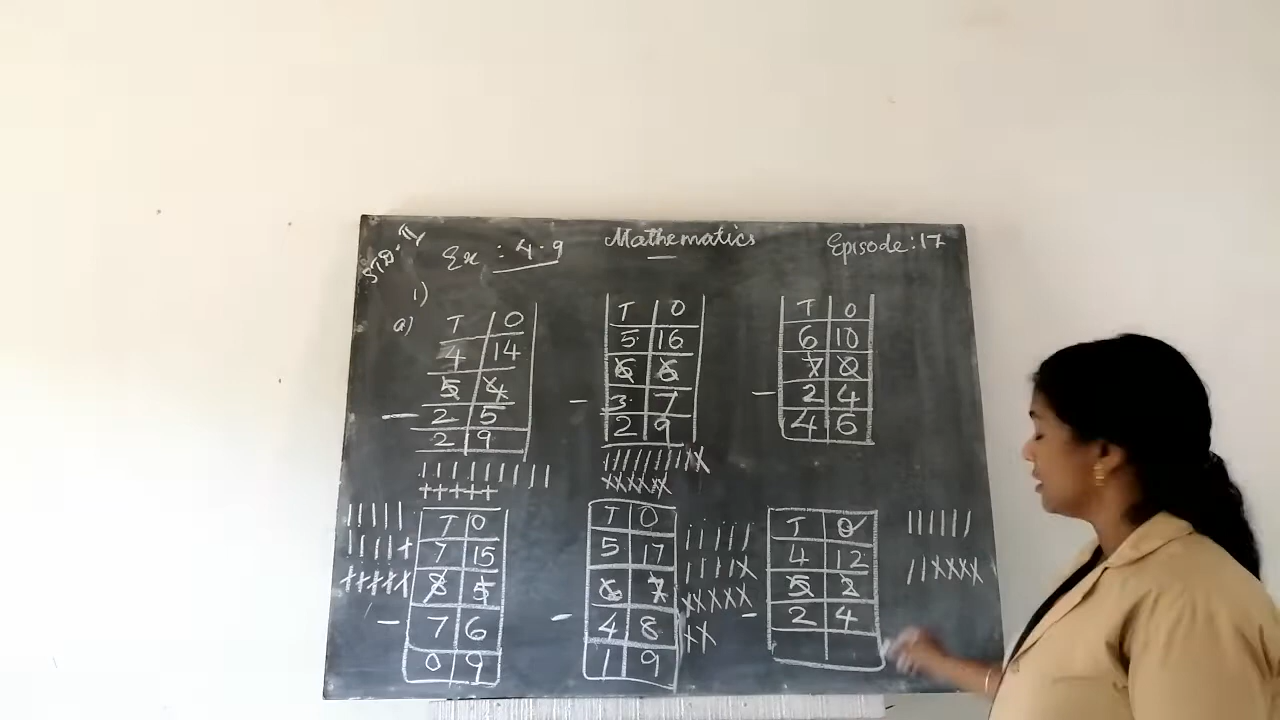 STD: II
Ex : 4.9
Mathematics
Episode: 17
1)
a)
T O
4 14
5 4
- 2 5
2 9
T O
5 16
6 6
- 3 7
2 9
T O
6 10
7 0
- 2 4
4 6
T O
7 15
8 5
- 7 6
0 9
T O
5 17
6 7
- 4 8
1 9
T O
4 12
5 2
- 2 4